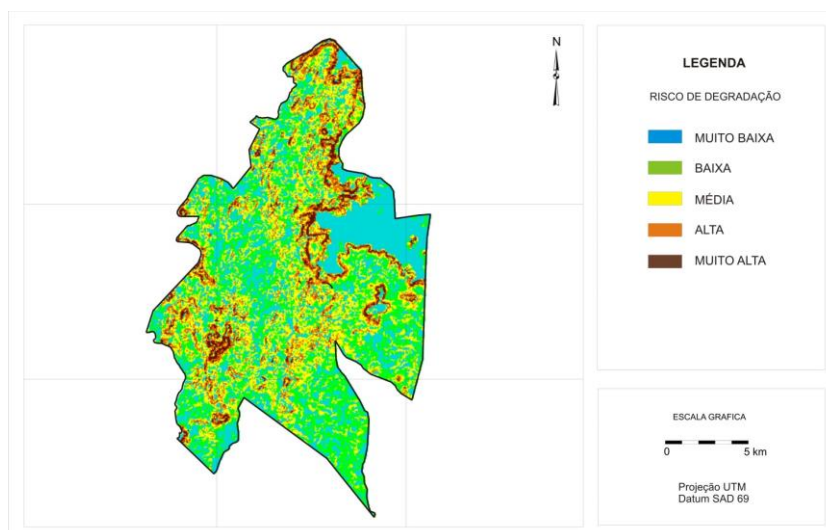 N
LEGENDA
RISCO DE DEGRADAÇÃO
MUITO BAIXA
BAIXA
MÉDIA
ALTA
MUITO ALTA
ESCALA GRAFICA
0 5 km
Projeção UTM
Datum SAD 69